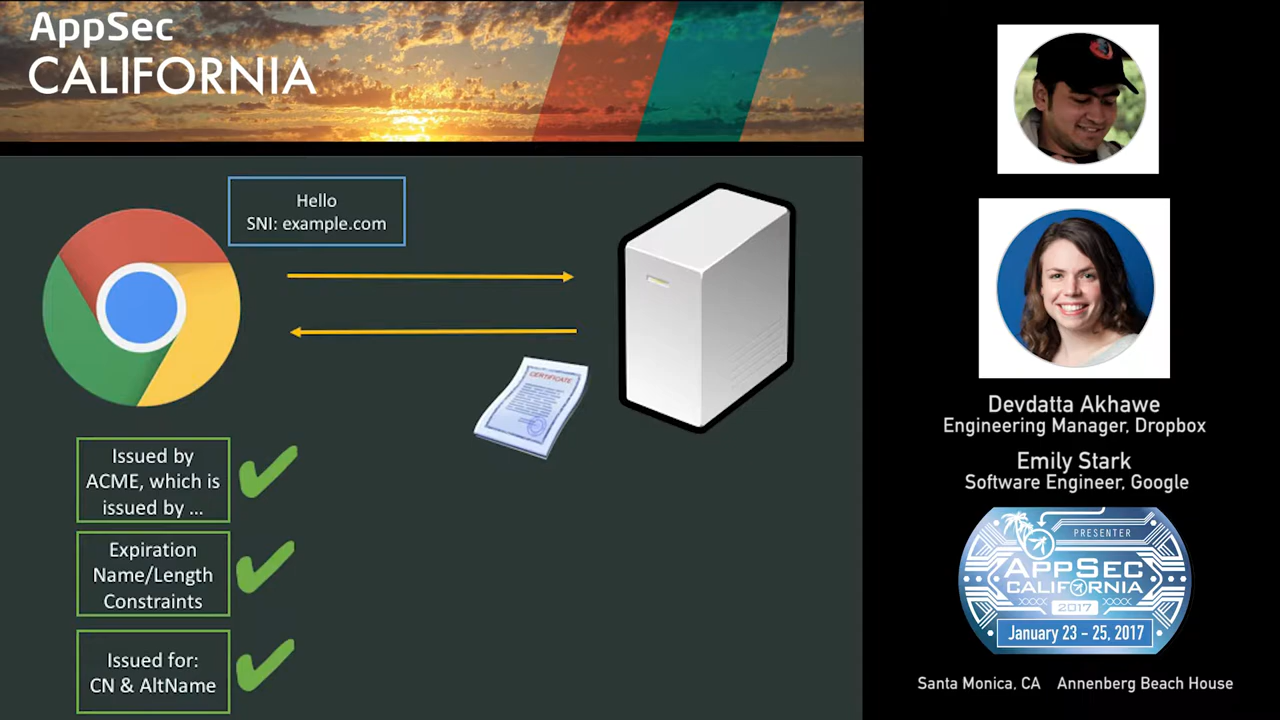 AppSec
CALIFORNIA
Hello
SNI: example.com
CERTIFICATE
Issued by
ACME, which is
issued by ...
Expiration
Name/Length
Constraints
Issued for:
CN & AltName
Devdatta Akhawe
Engineering Manager, Dropbox
Emily Stark
Software Engineer, Google
PRESENTER
APPSEC
CALIFORNIA
2017
January 23 - 25, 2017
Santa Monica, CA Annenberg Beach House